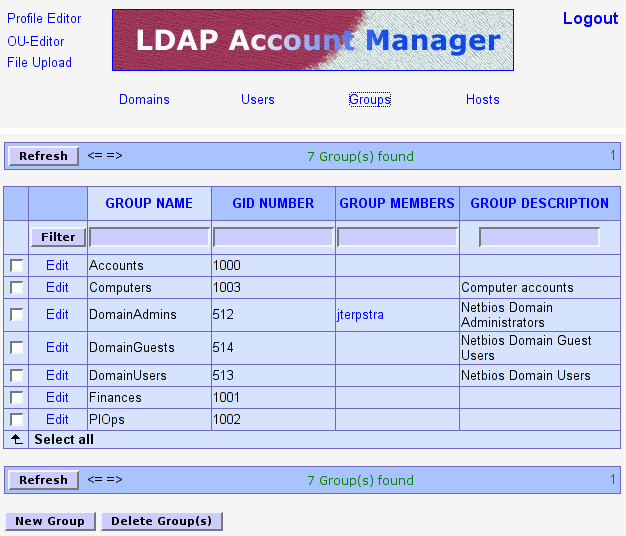 Profile Editor
OU-Editor
File Upload
LDAP Account Manager
Logout
Domains Users Groups Hosts
Refresh <= => 7 Group(s) found 1
GROUP NAME GID NUMBER GROUP MEMBERS GROUP DESCRIPTION
Filter
Edit Accounts 1000
Edit Computers 1003 Computer accounts
Edit DomainAdmins 512 jterpstra Netbios Domain
Administrators
Edit DomainGuests 514 Netbios Domain Guest
Users
Edit DomainUsers 513 Netbios Domain Users
Edit Finances 1001
Edit PIOps 1002
Select all
Refresh <= => 7 Group(s) found 1
New Group Delete Group(s)